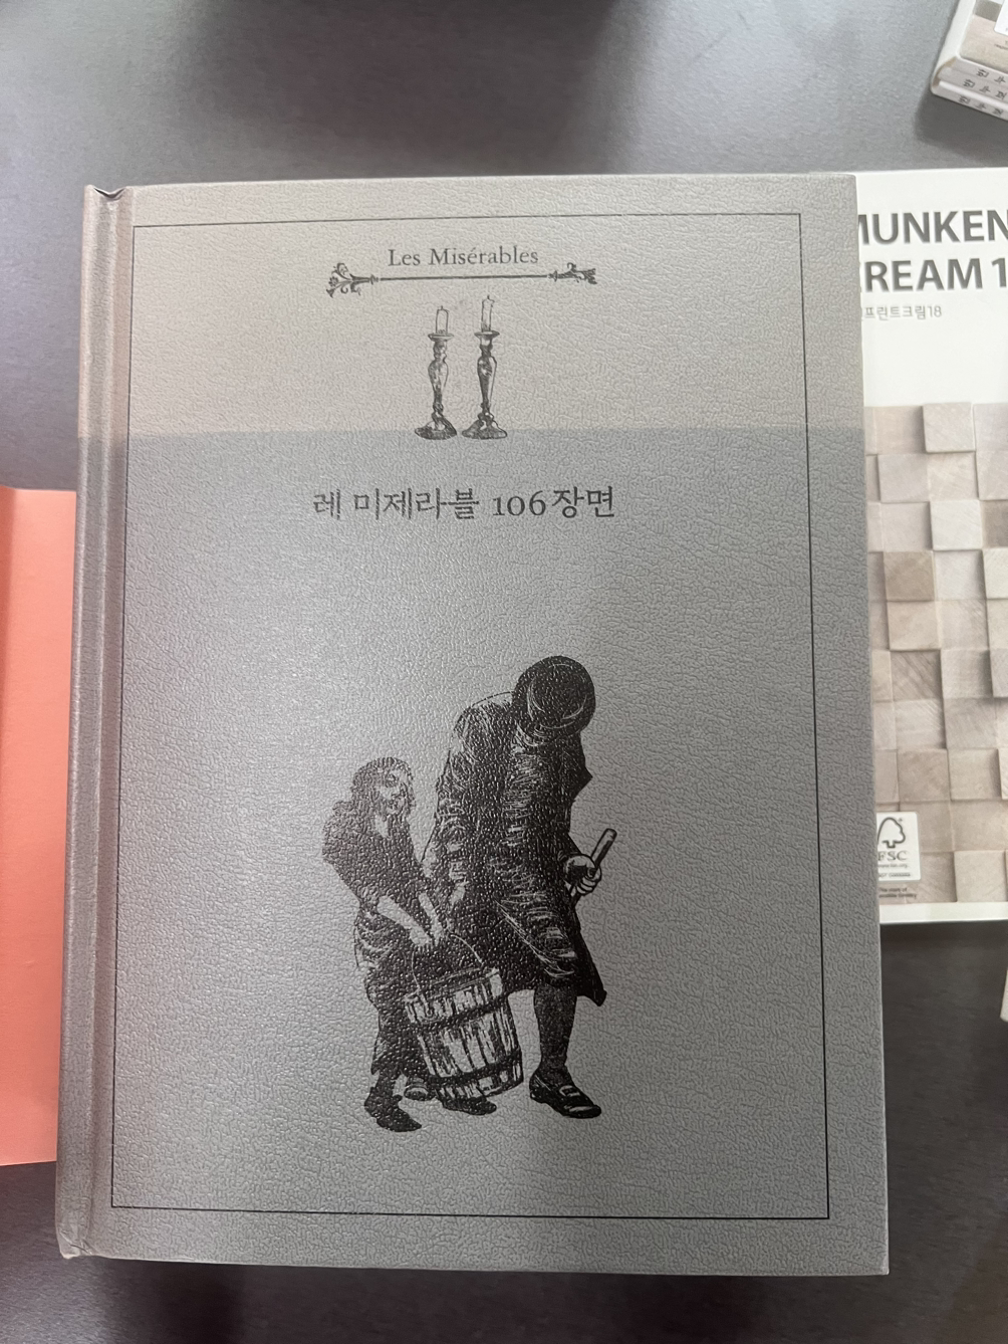 Les Misérables
레 미제라블 106장면
MUNKEN
REAM 1
프린트크림18
FSC